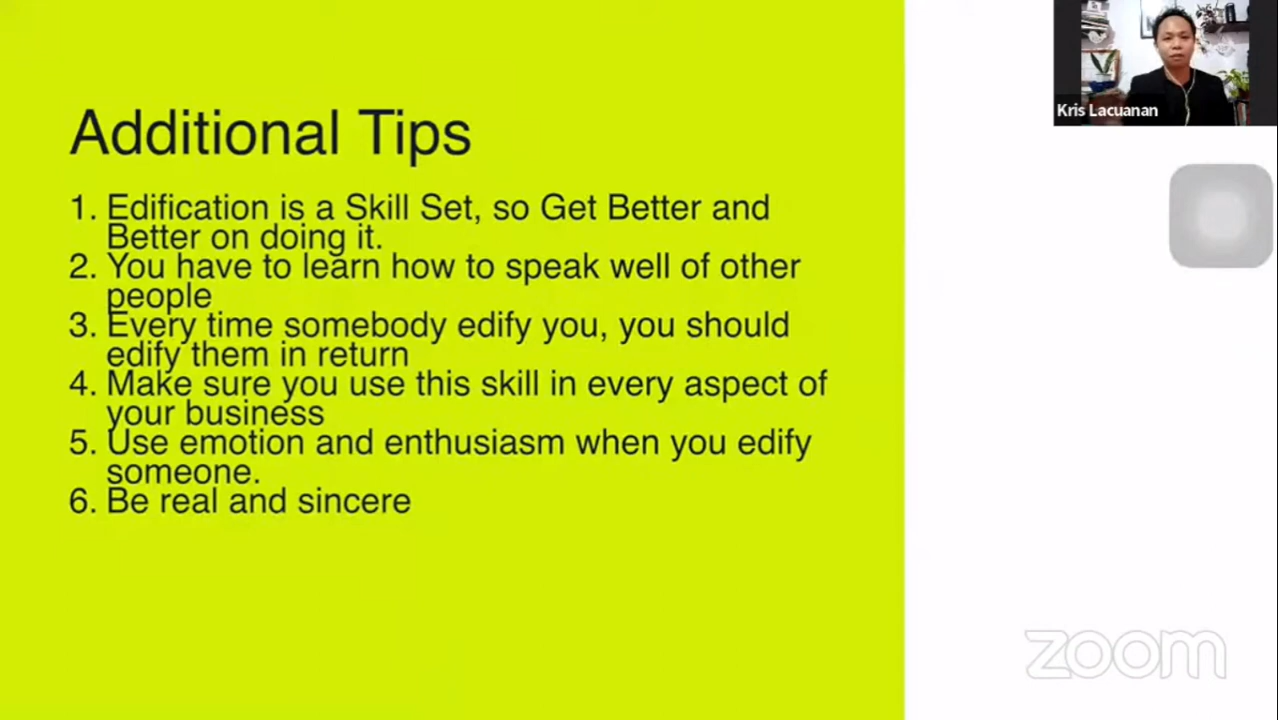 Additional Tips
1. Edification is a Skill Set, so Get Better and
Better on doing it.
2. You have to learn how to speak well of other
people
3. Every time somebody edify you, you should
edify them in return
4. Make sure you use this skill in every aspect of
your business
5. Use emotion and enthusiasm when you edify
someone.
6. Be real and sincere
Kris Lacuanan
zoom